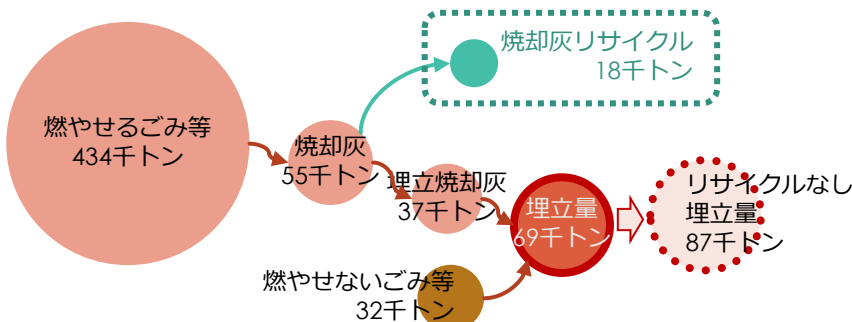 燃やせるごみ等
434千トン
焼却灰
55千トン
焼却灰リサイクル
18千トン
埋立焼却灰
37千トン
燃やせないごみ等
32千トン
埋立量
69千トン
リサイクルなし
埋立量
87千トン